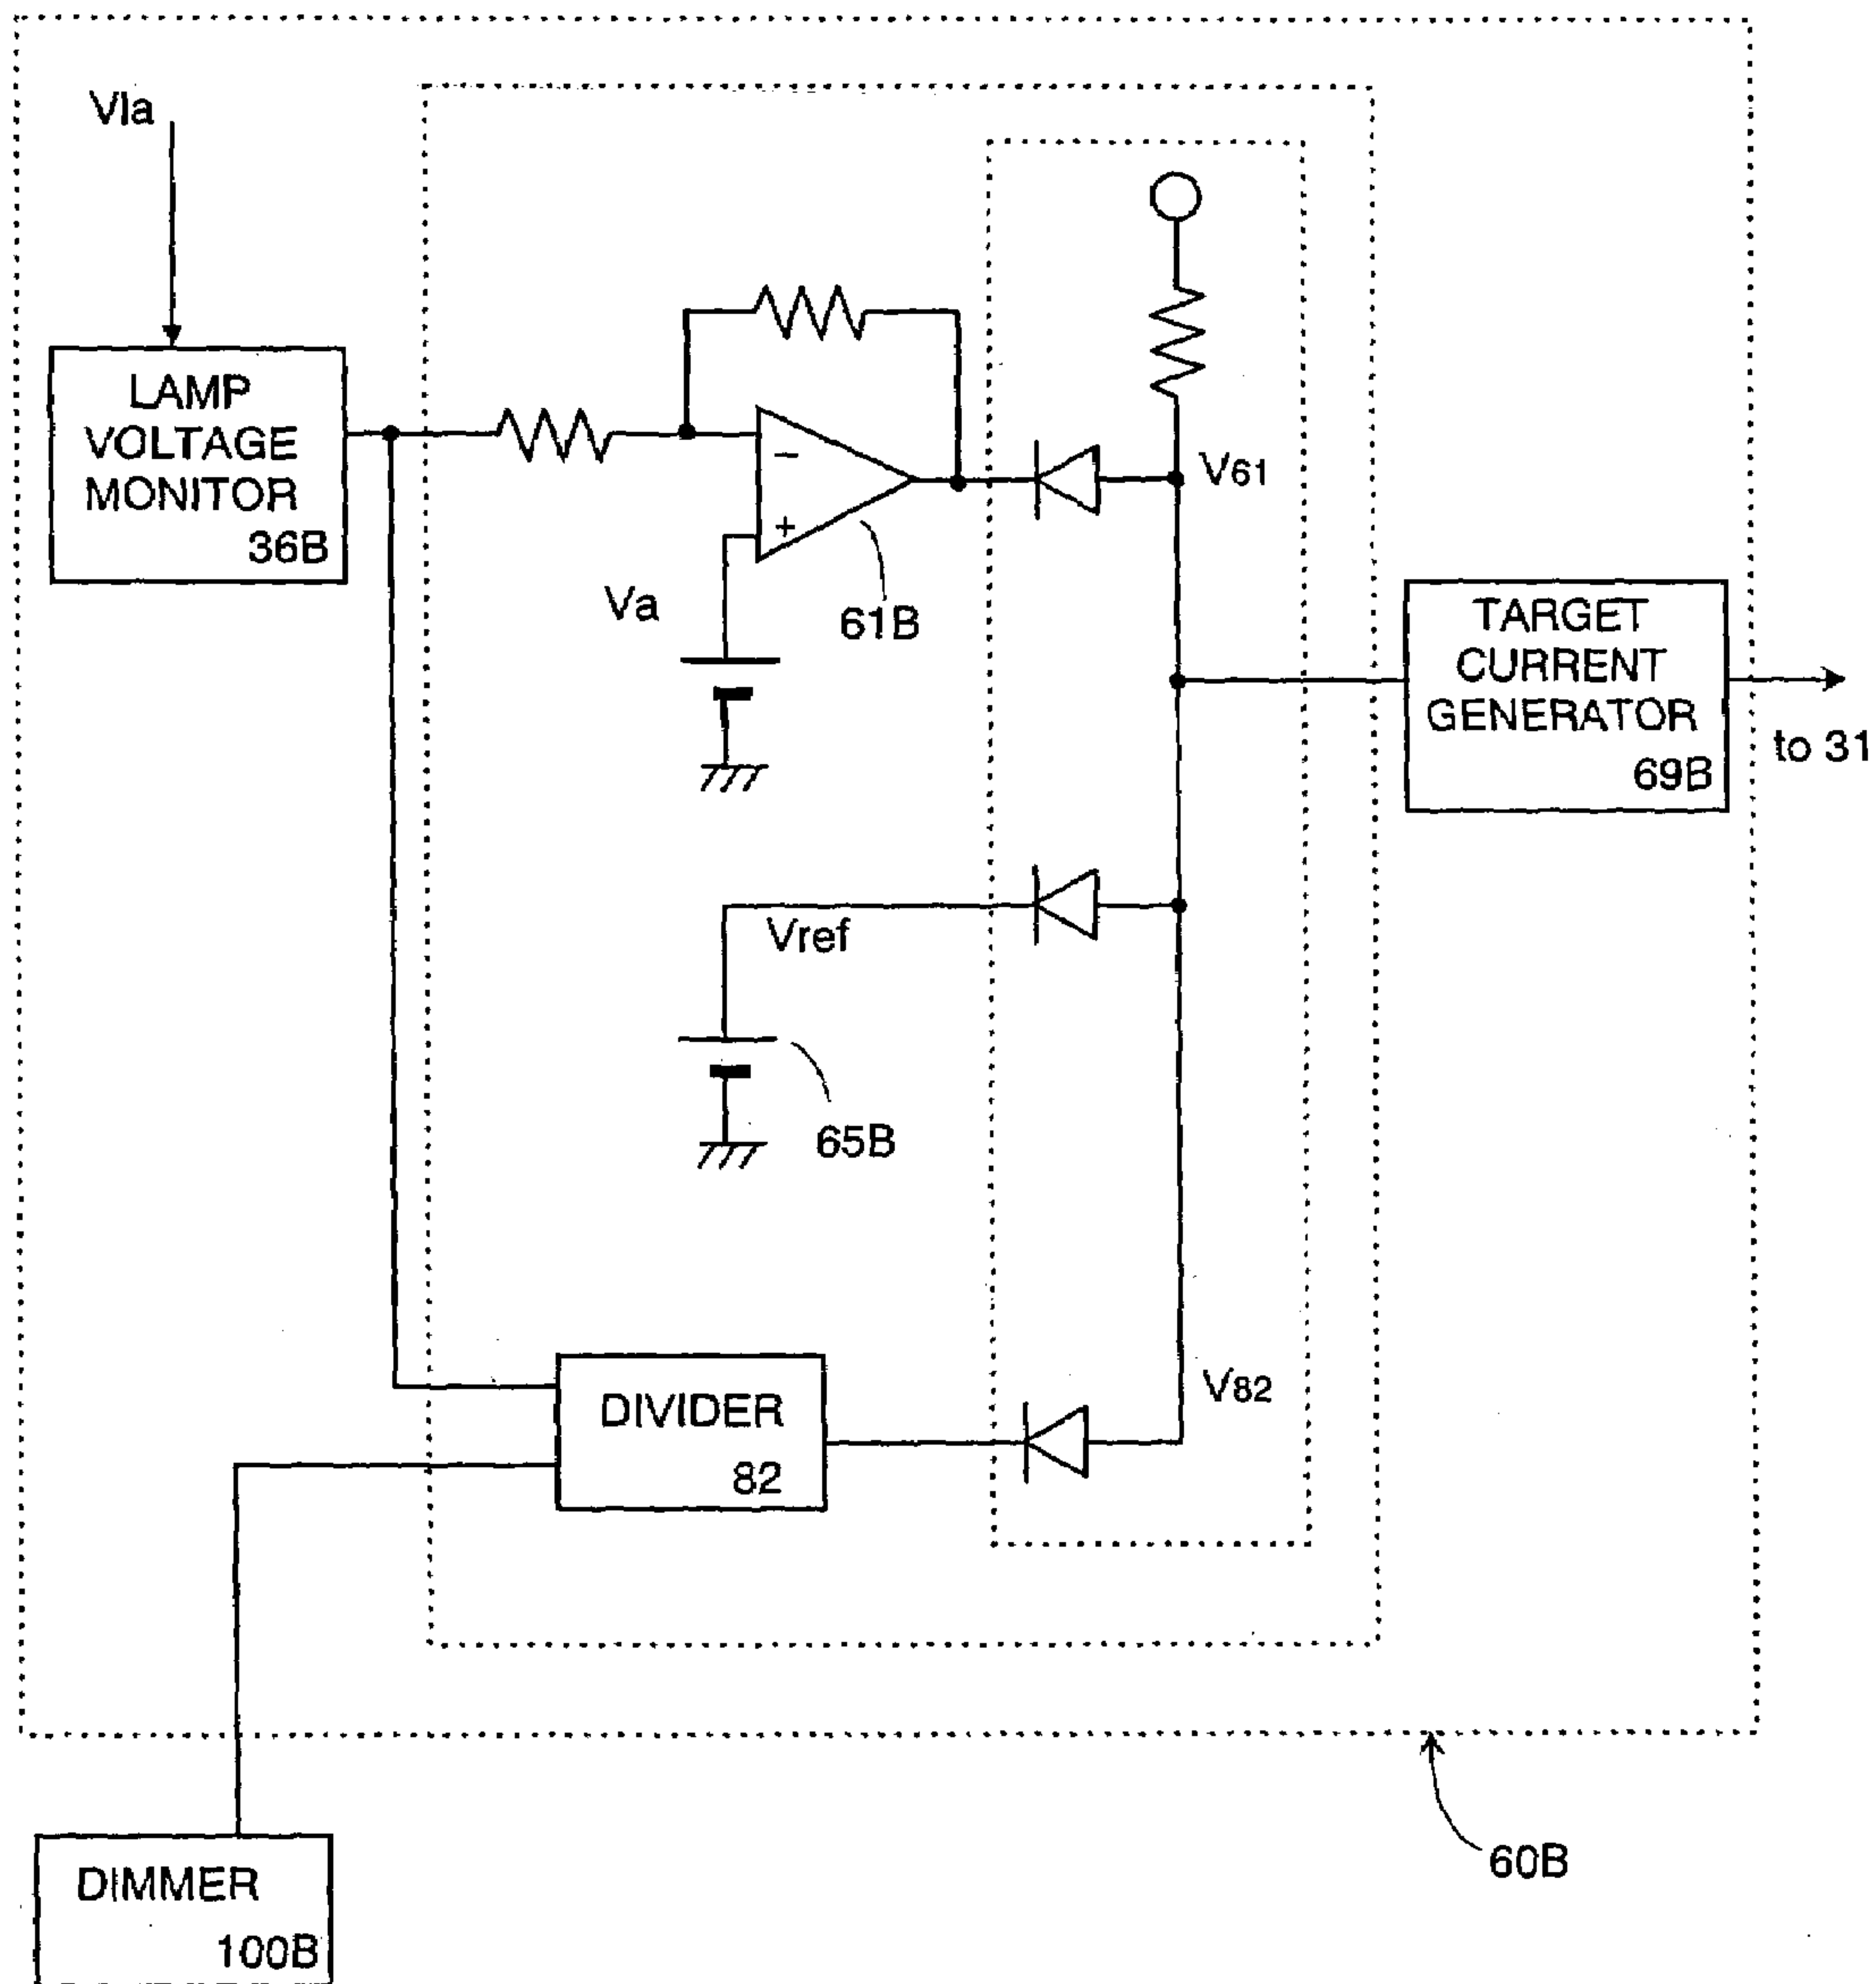 Vla
LAMP
VOLTAGE
MONITOR
36B
−
+
V61
Va
61B
TARGET
CURRENT
GENERATOR
69B
to 31
Vref
65B
V82
DIVIDER
82
60B
DIMMER
100B